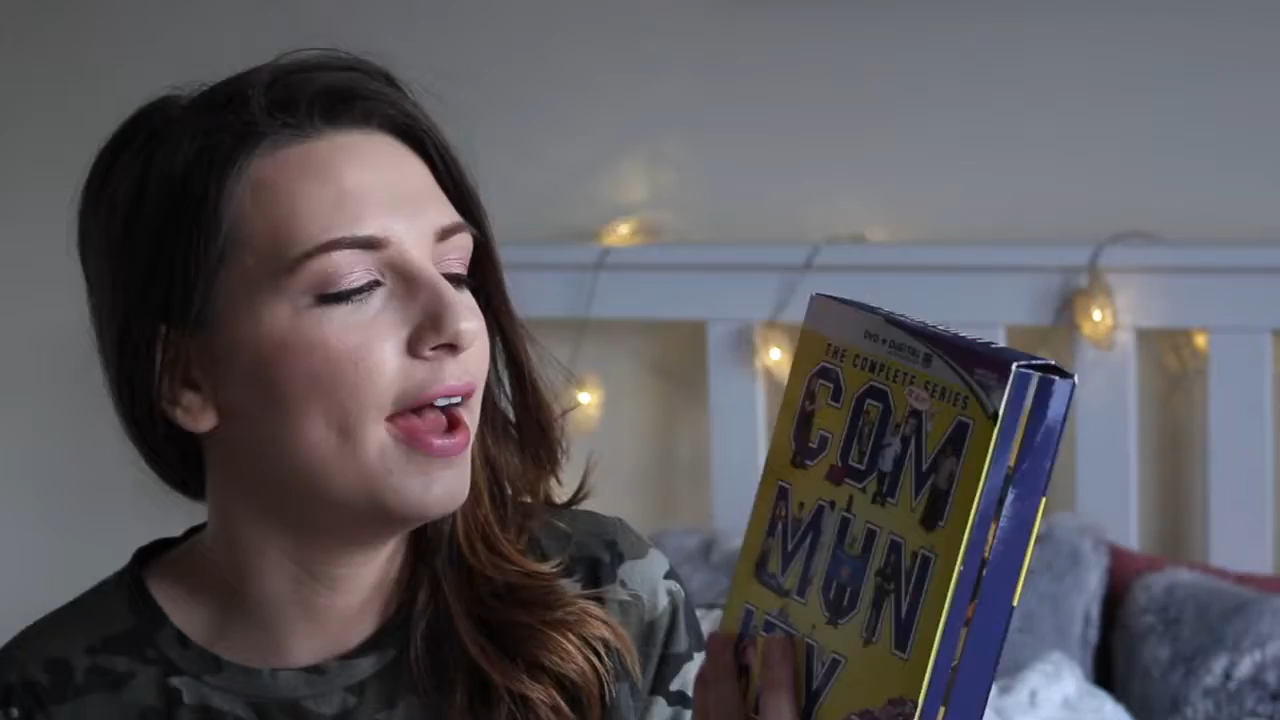 DVD + DIGITAL
THE COMPLETE SERIES
COM
MUN
ITY